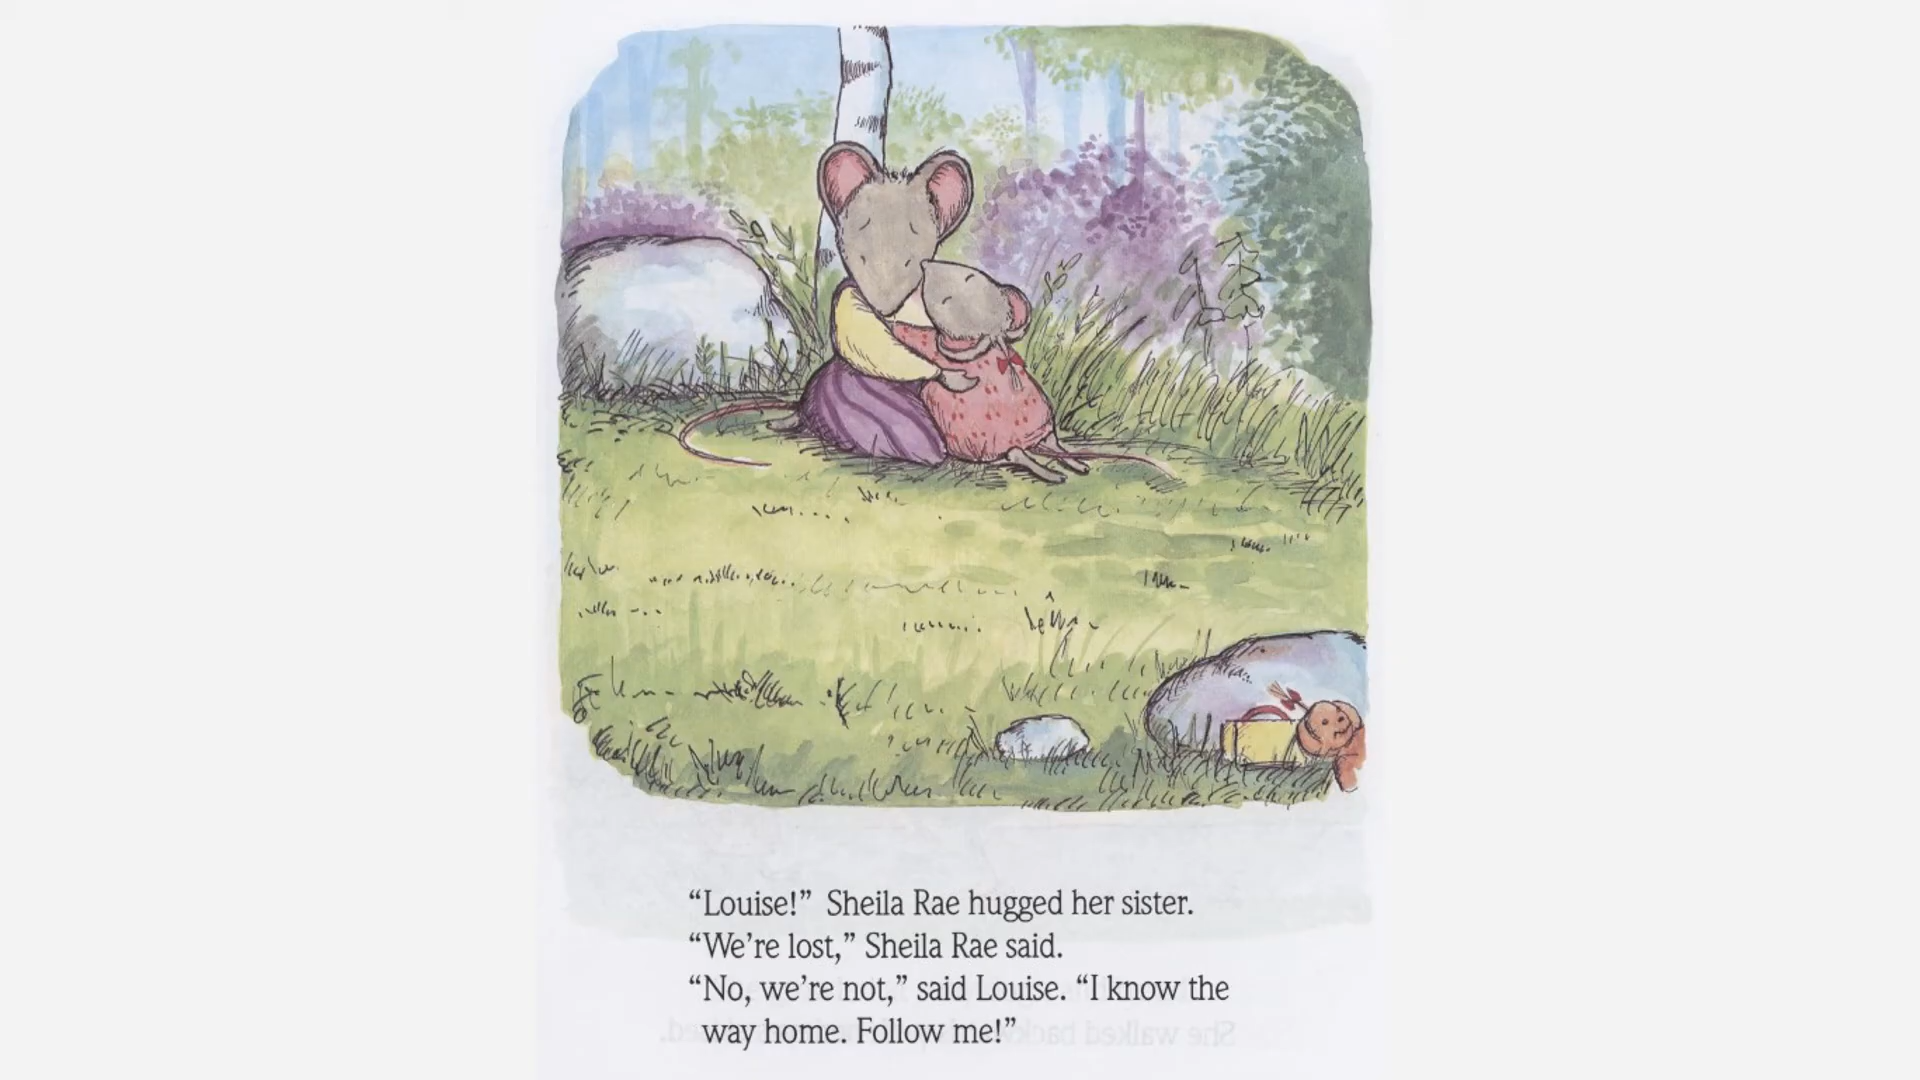 “Louise!” Sheila Rae hugged her sister.
“We’re lost,” Sheila Rae said.
“No, we’re not,” said Louise. “I know the
way home. Follow me!”